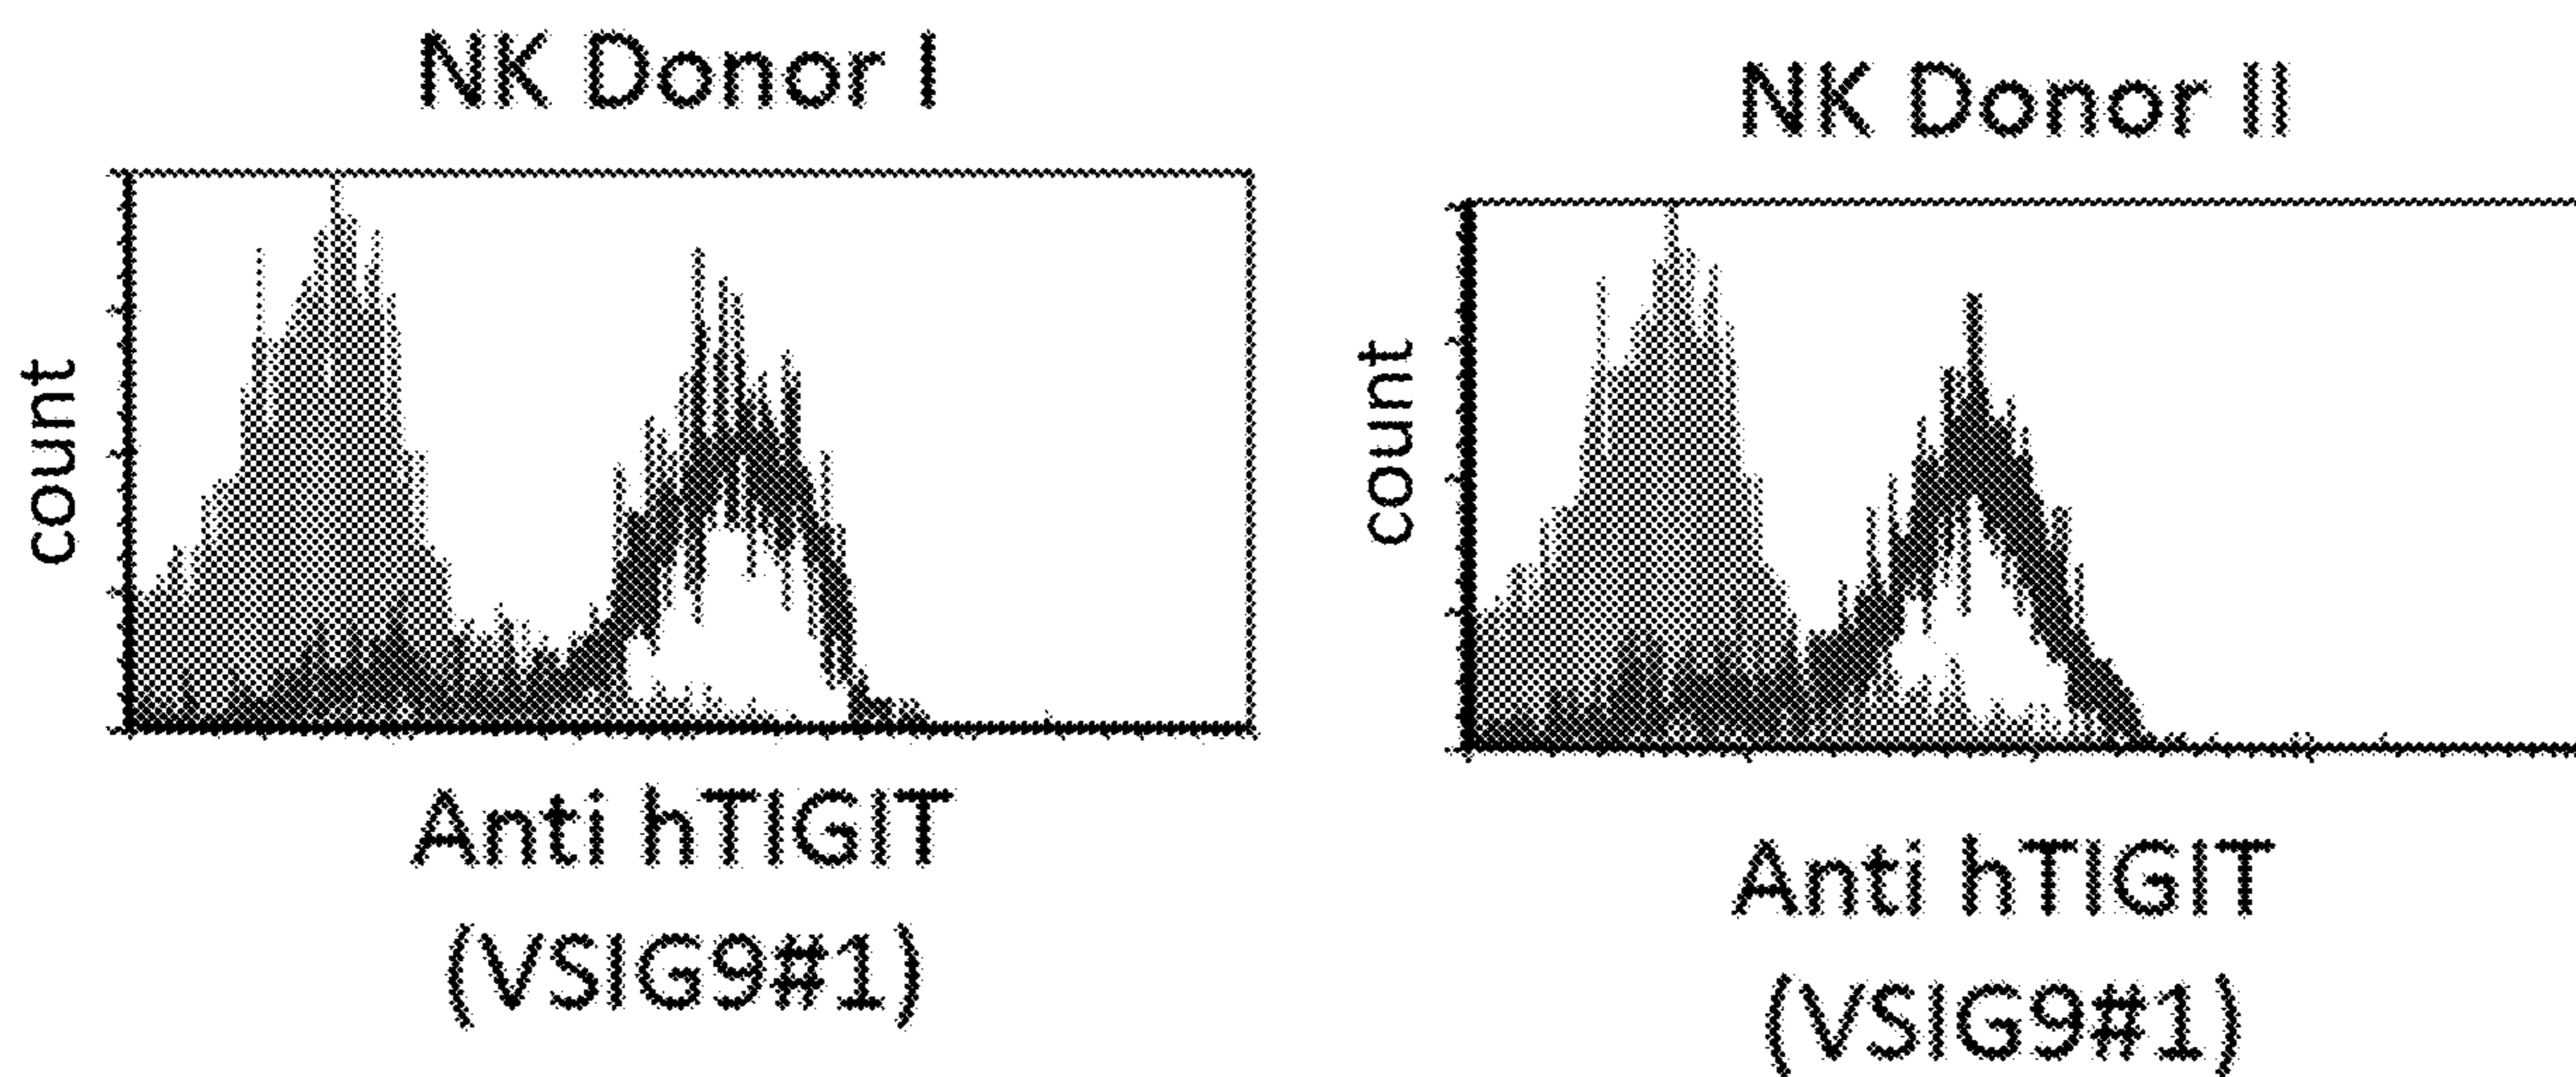 NK Donor I
count
Anti hTIGIT
(VSIG9#1)
NK Donor II
count
Anti hTIGIT
(VSIG9#1)